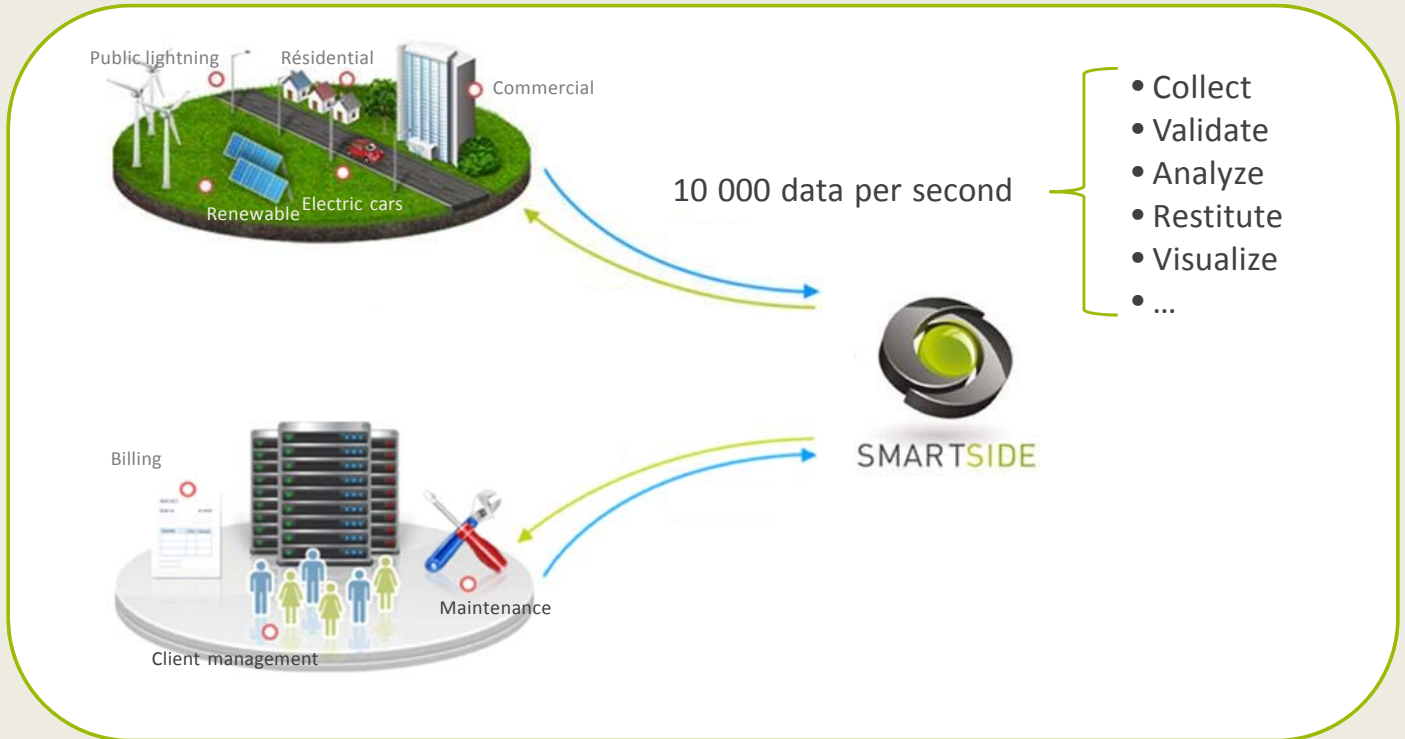 Public lightning
Résidential
Commercial
Renewable
Electric cars
10 000 data per second
• Collect
• Validate
• Analyze
• Restitute
• Visualize
• ...
SMARTSIDE
Billing
Maintenance
Client management